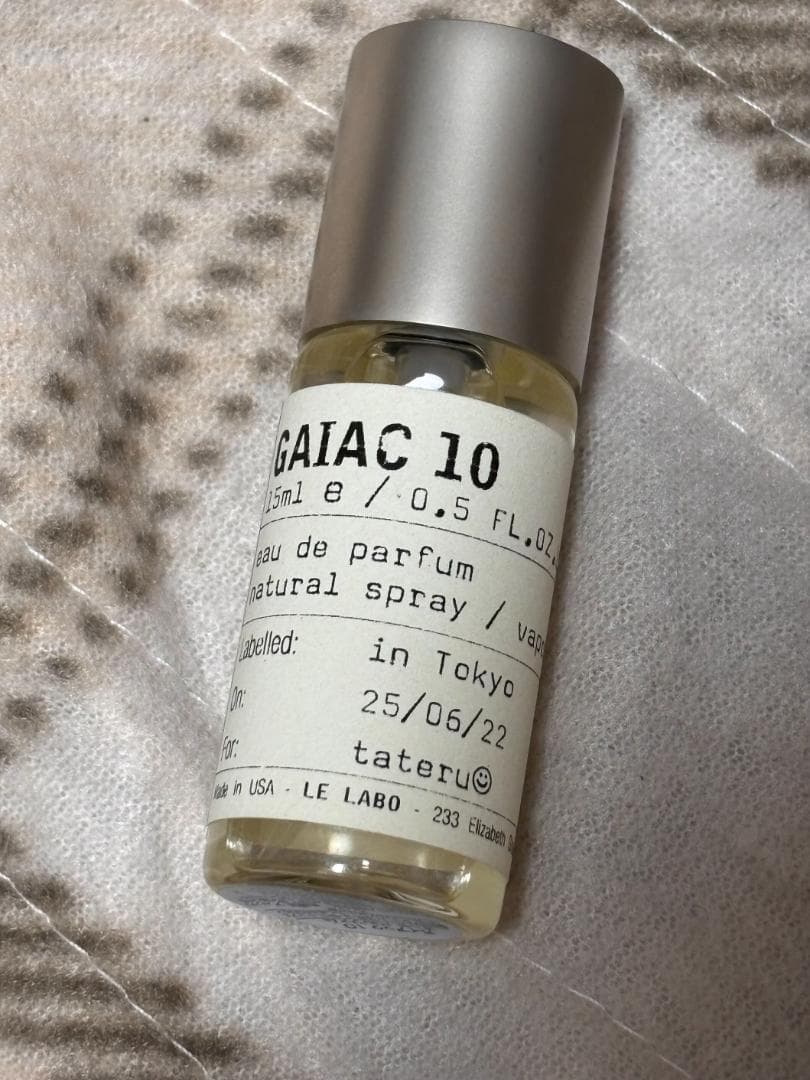 GAIAC 10
15ml e / 0.5 FL.OZ.
eau de parfum
natural spray /
Labelled: in Tokyo
On: 25/06/22
For: tateru☺
Made in USA - LE LABO - 233 Elizabeth